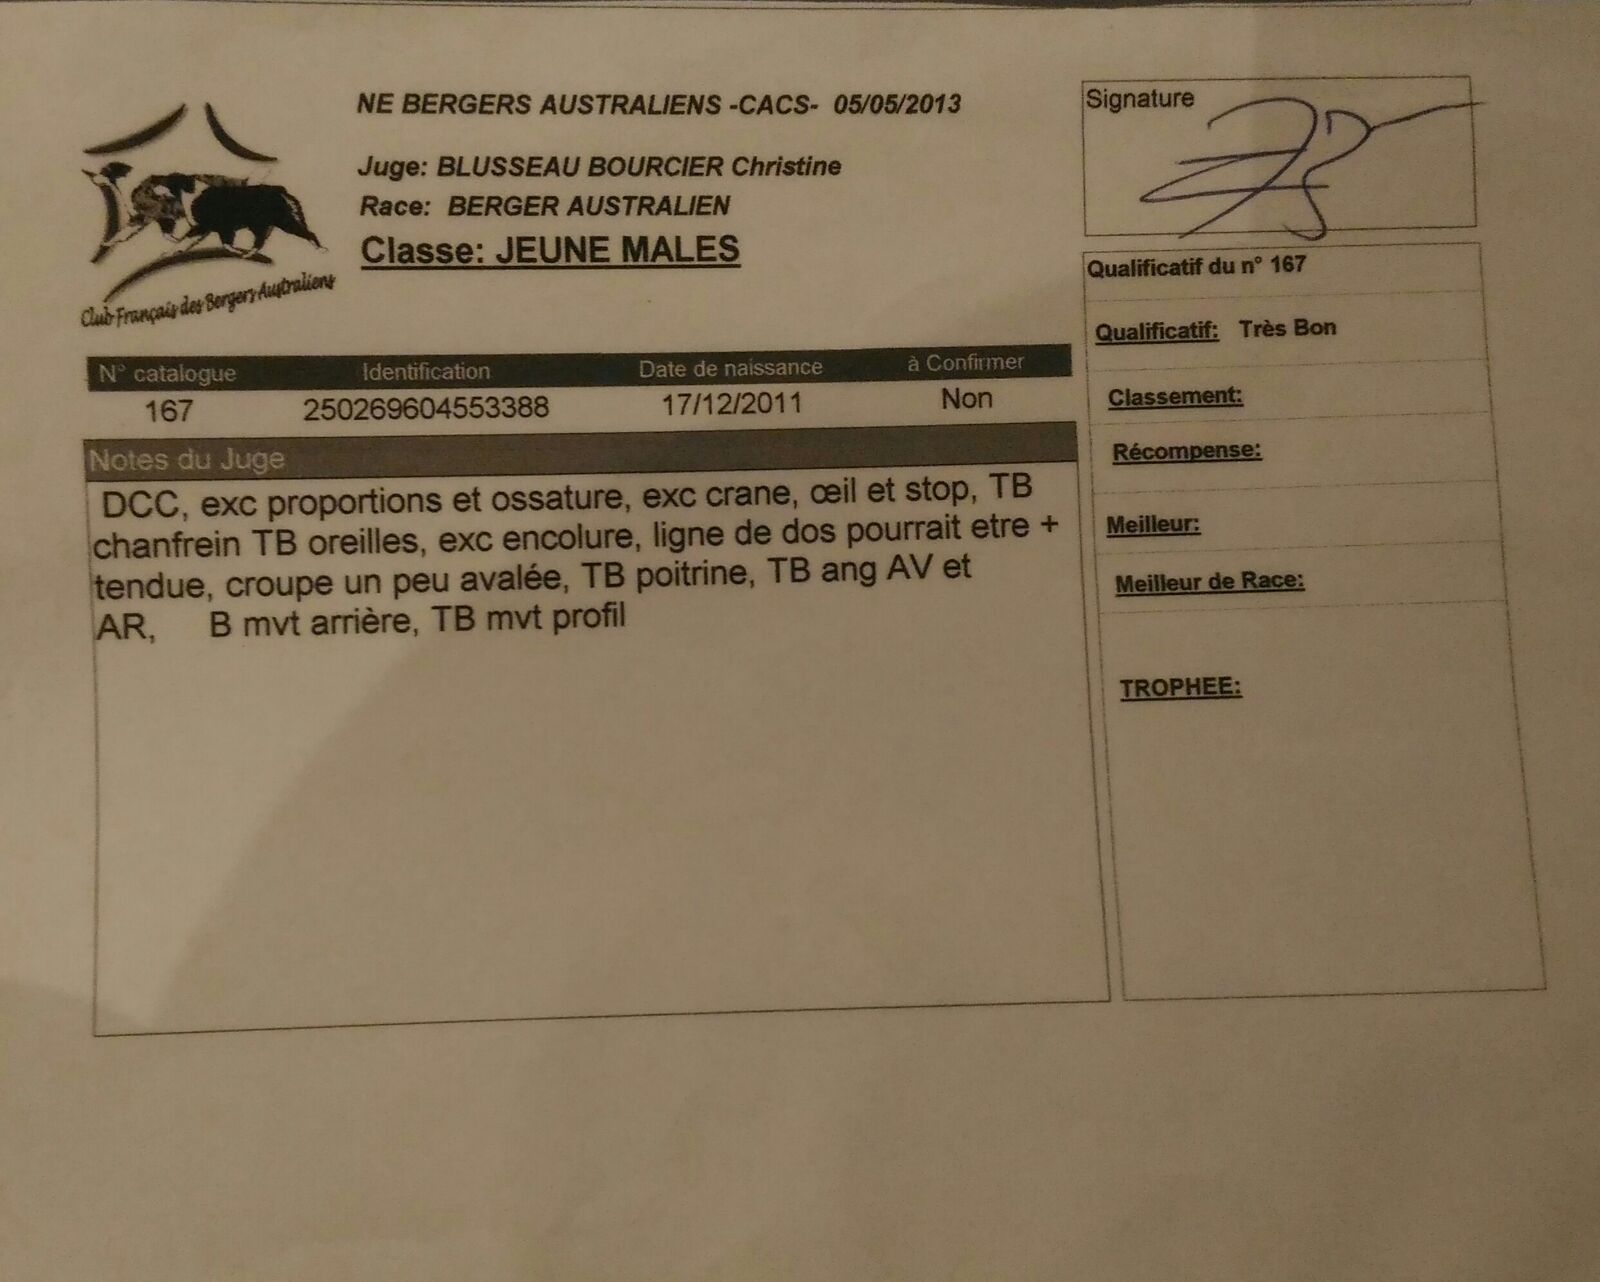 NE BERGERS AUSTRALIENS -CACS- 05/05/2013
Juge: BLUSSEAU BOURCIER Christine
Race: BERGER AUSTRALIEN
Classe: JEUNE MALES
Club Français des Bergers Australiens
Signature
Qualificatif du n° 167
Qualificatif: Très Bon
Classement:
Récompense:
Meilleur:
Meilleur de Race:
TROPHEE:
N° catalogue Identification Date de naissance à Confirmer
167 250269604553388 17/12/2011 Non
Notes du Juge
DCC, exc proportions et ossature, exc crane, œil et stop, TB
chanfrein TB oreilles, exc encolure, ligne de dos pourrait etre +
tendue, croupe un peu avalée, TB poitrine, TB ang AV et
AR, B mvt arrière, TB mvt profil